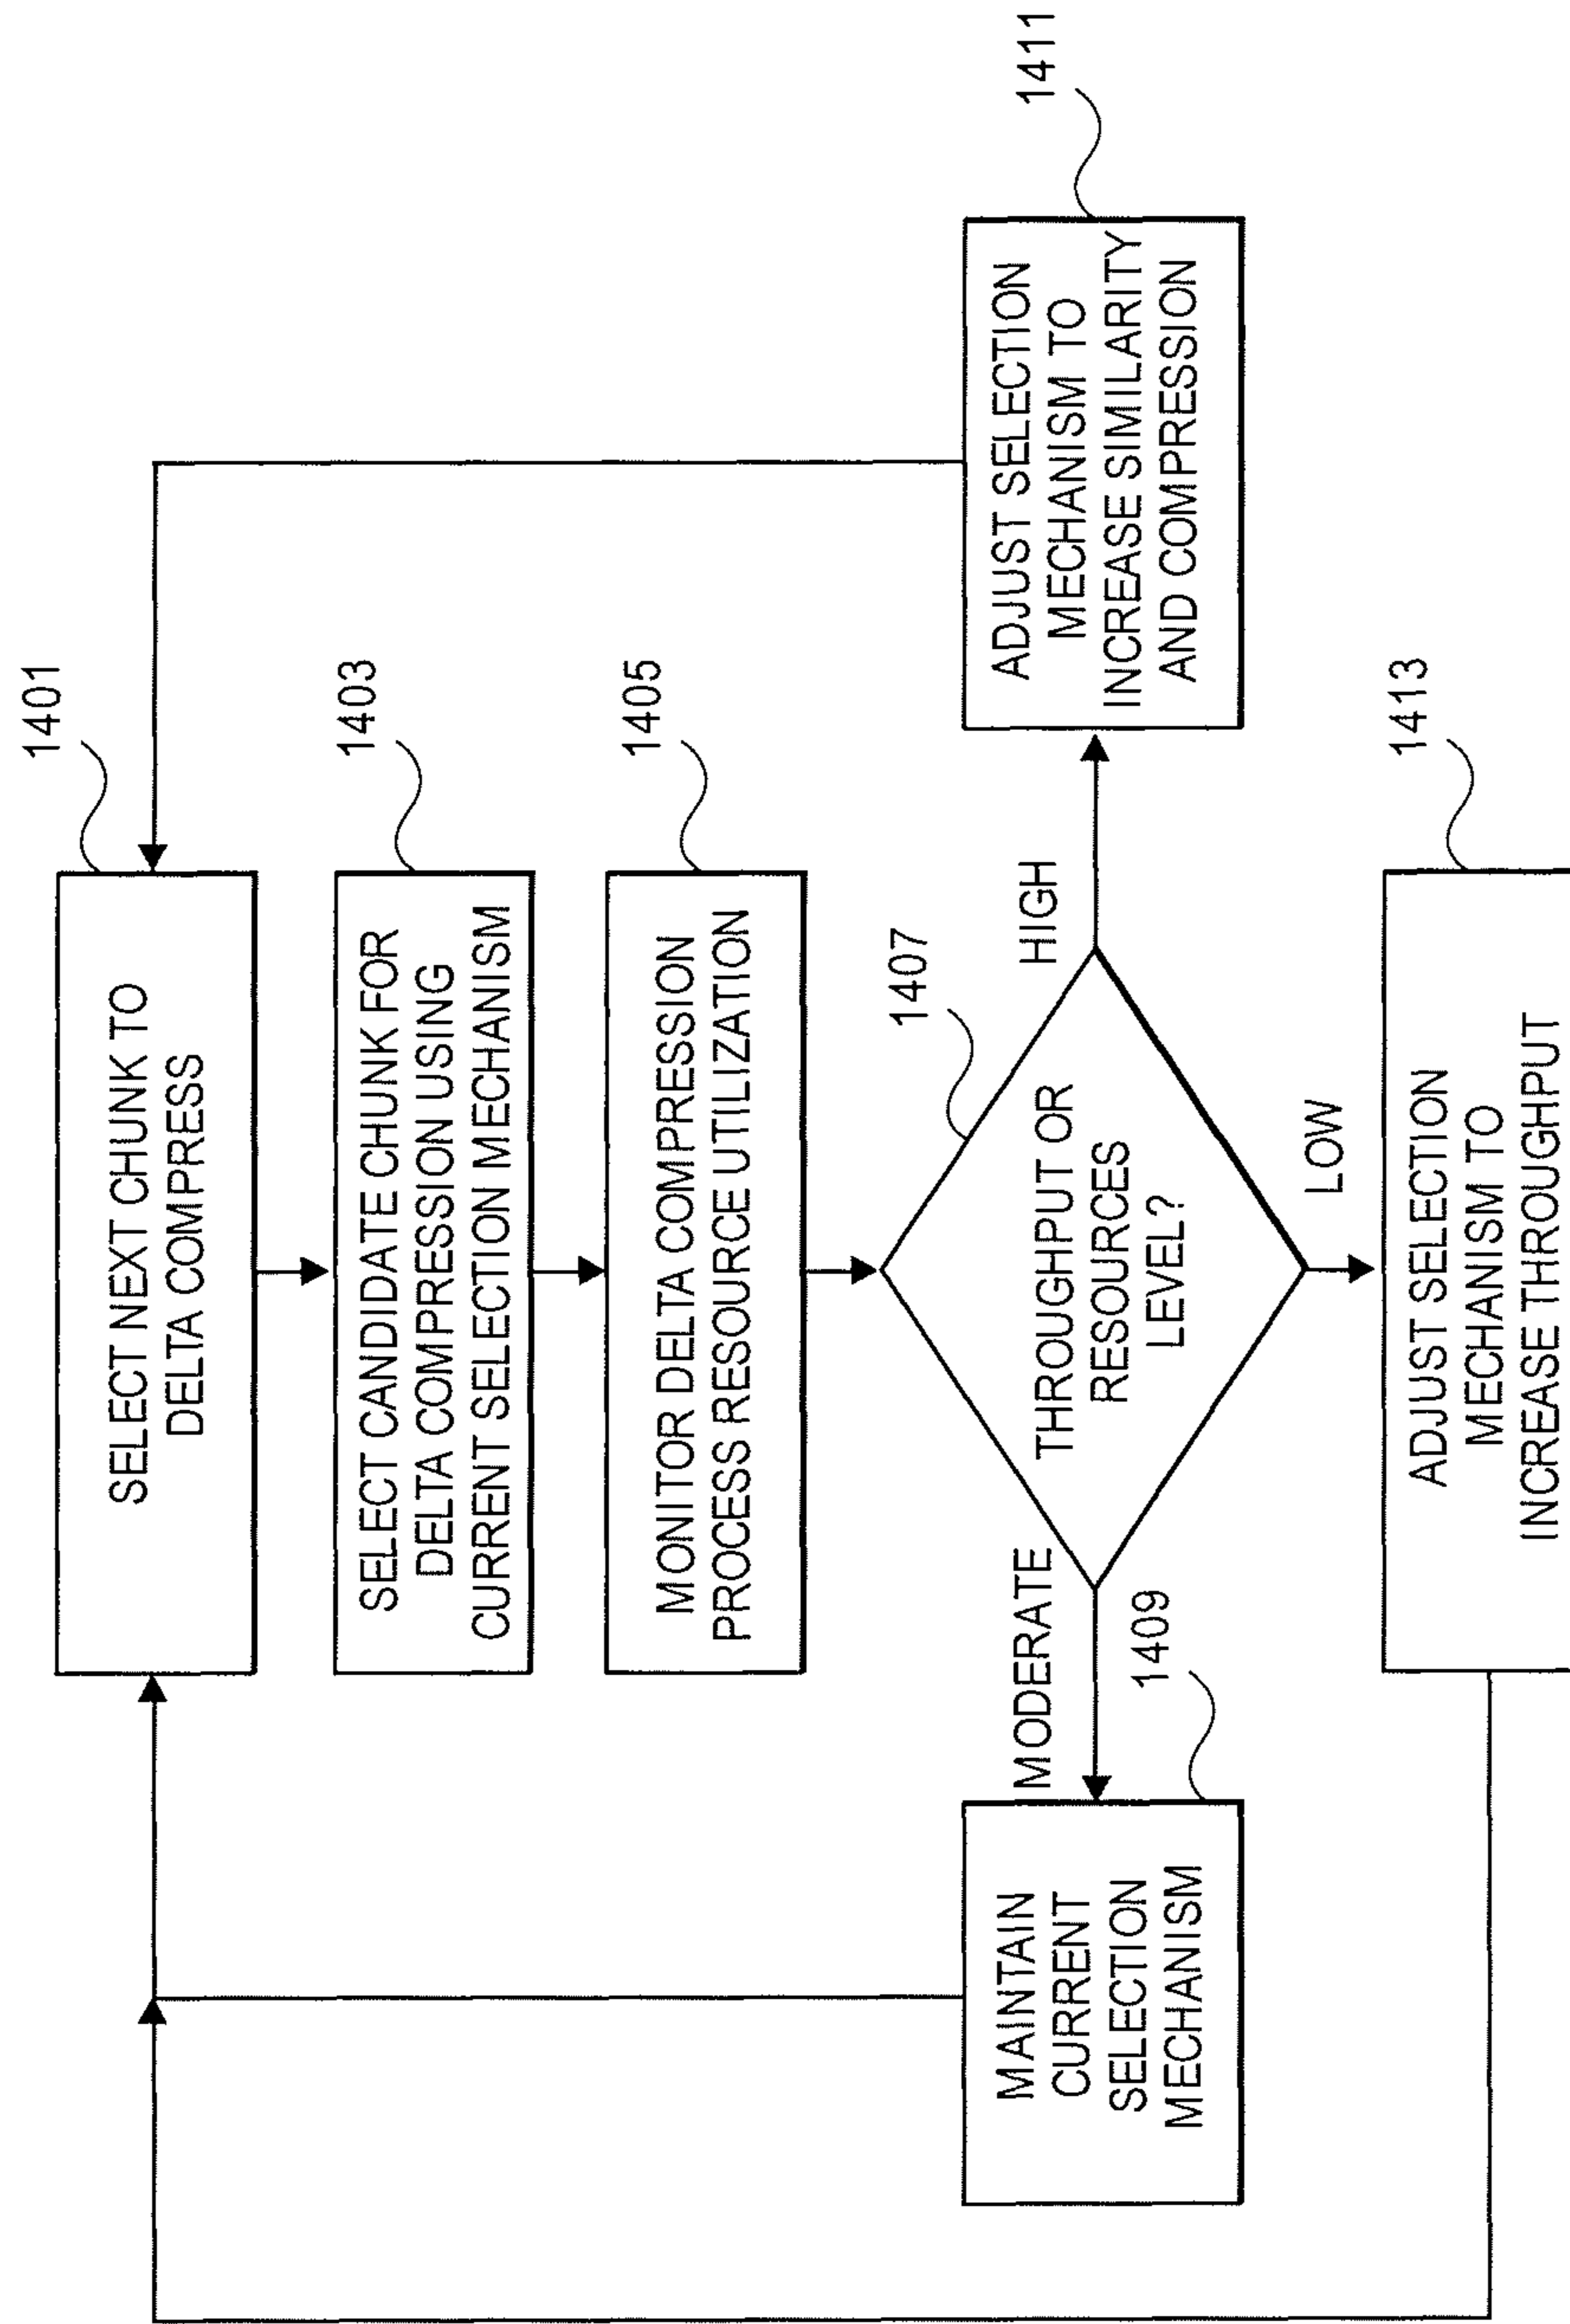 1401
SELECT NEXT CHUNK TO
DELTA COMPRESS
1403
SELECT CANDIDATE CHUNK FOR
DELTA COMPRESSION USING
CURRENT SELECTION MECHANISM
1405
MONITOR DELTA COMPRESSION
PROCESS RESOURCE UTILIZATION
1407
THROUGHPUT OR
RESOURCES
LEVEL?
MODERATE
HIGH
LOW
1409
MAINTAIN
CURRENT
SELECTION
MECHANISM
1411
ADJUST SELECTION
MECHANISM TO
INCREASE SIMILARITY
AND COMPRESSION
1413
ADJUST SELECTION
MECHANISM TO
INCREASE THROUGHPUT